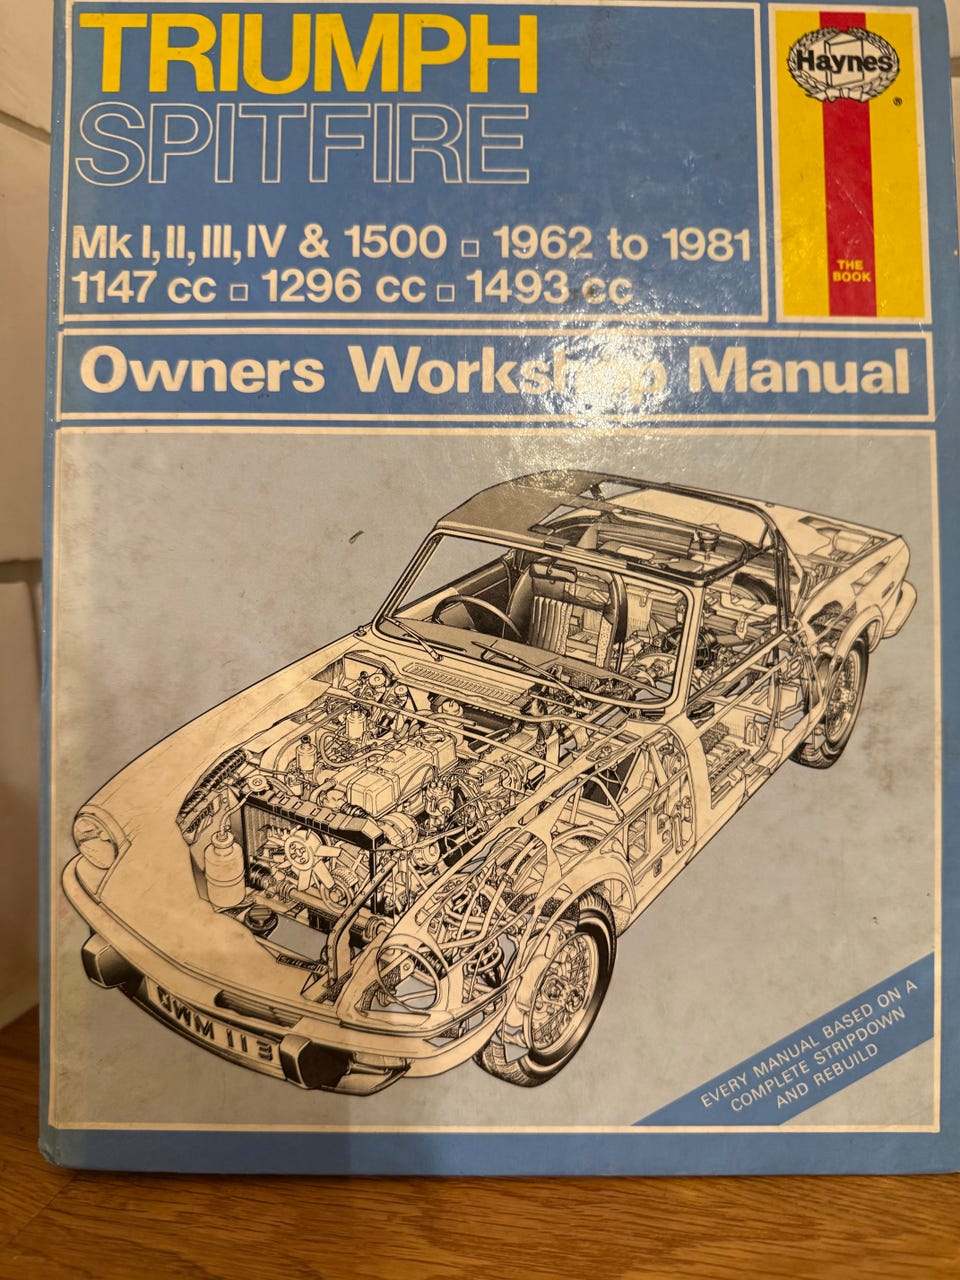 TRIUMPH
SPITFIRE
Mk I, II, III, IV & 1500 □ 1962 to 1981
1147 cc □ 1296 cc □ 1493 cc
Haynes
®
THE
BOOK
Owners Workshop Manual
EVERY MANUAL BASED ON A
COMPLETE STRIPDOWN
AND REBUILD